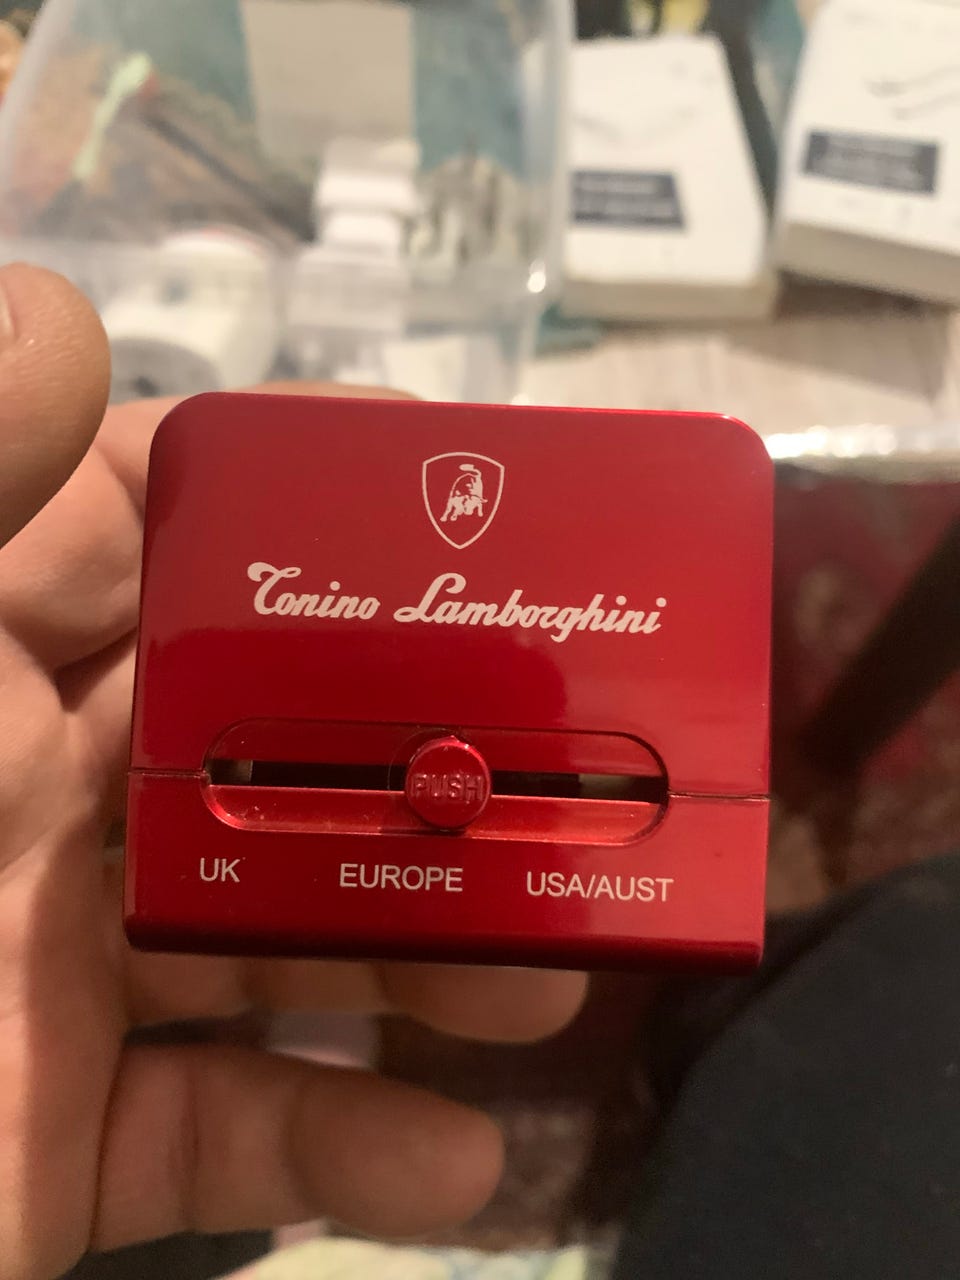 Tonino Lamborghini
PUSH
UK
EUROPE
USA/AUST